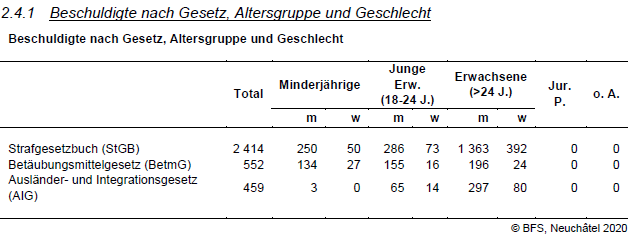 2.4.1 Beschuldigte nach Gesetz, Altersgruppe und Geschlecht
Beschuldigte nach Gesetz, Altersgruppe und Geschlecht
Total Minderjährige Junge Erw. (18-24 J.) Erwachsene (>24 J.) Jur. P. o. A.
m w m w m w
Strafgesetzbuch (StGB) 2 414 250 50 286 73 1 363 392 0 0
Betäubungsmittelgesetz (BetmG) 552 134 27 155 16 196 24 0 0
Ausländer- und Integrationsgesetz (AIG) 459 3 0 65 14 297 80 0 0
© BFS, Neuchâtel 2020